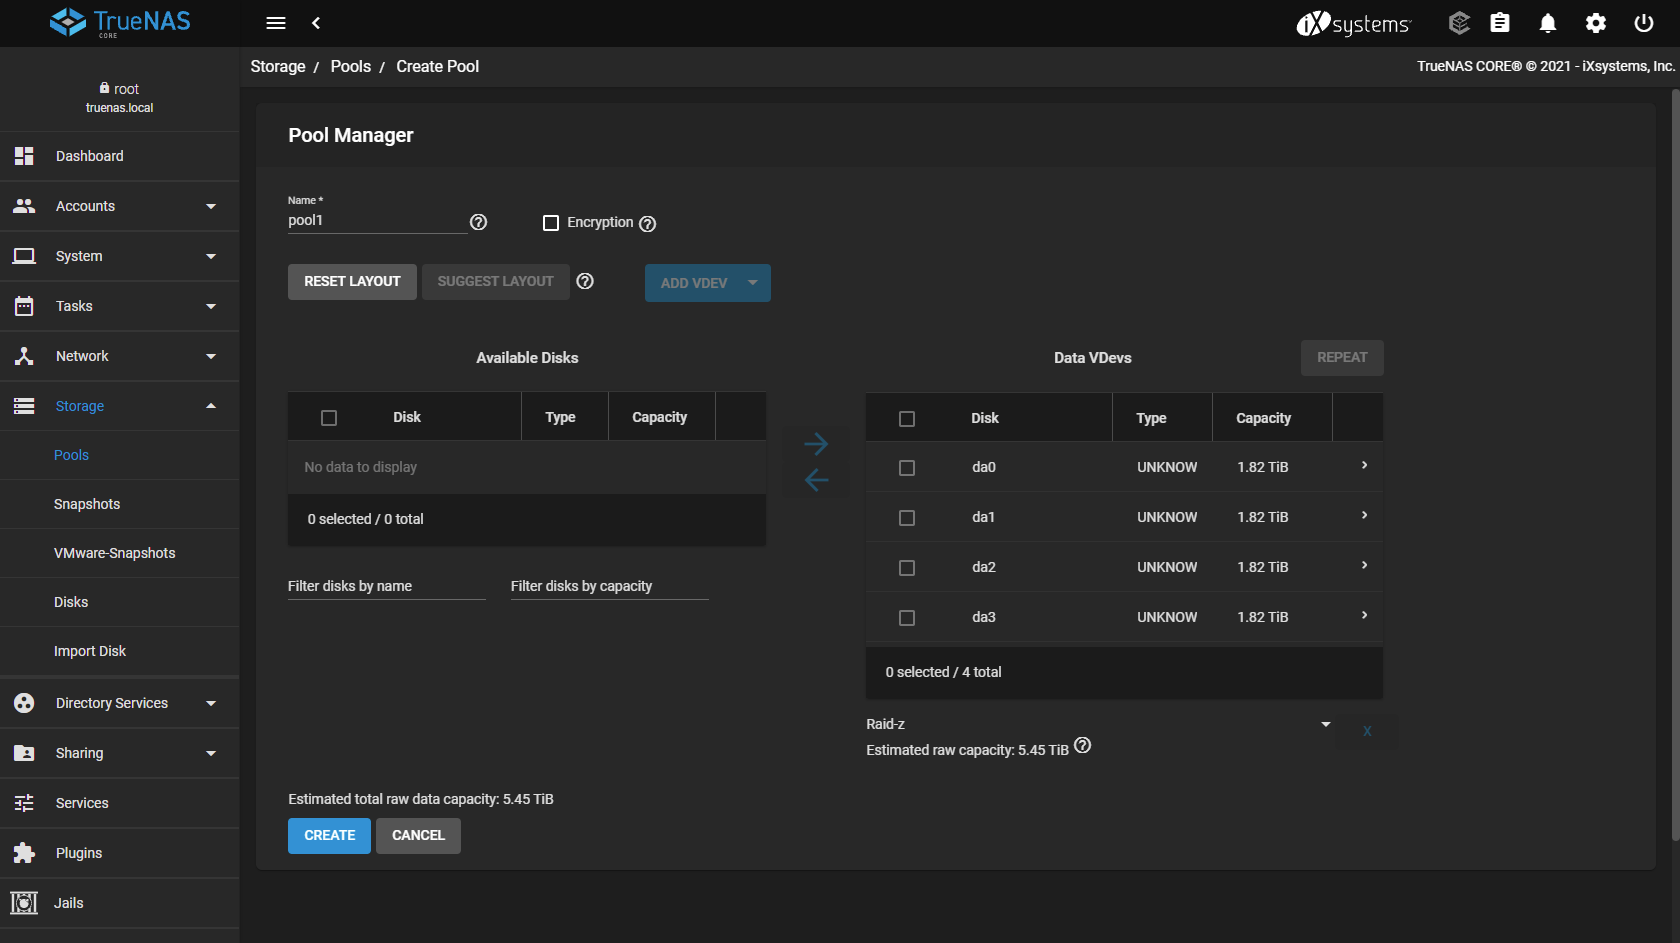 TrueNAS
CORE
iXsystems
root
truenas.local
Dashboard
Accounts
System
Tasks
Network
Storage
Pools
Snapshots
VMware-Snapshots
Disks
Import Disk
Directory Services
Sharing
Services
Plugins
Jails
Storage / Pools / Create Pool
TrueNAS CORE® © 2021 - iXsystems, Inc.
Pool Manager
Name *
pool1
Encryption
RESET LAYOUT SUGGEST LAYOUT ADD VDEV
Available Disks
Disk Type Capacity
No data to display
0 selected / 0 total
Filter disks by name Filter disks by capacity
Data VDevs REPEAT
Disk Type Capacity
da0 UNKNOW 1.82 TiB
da1 UNKNOW 1.82 TiB
da2 UNKNOW 1.82 TiB
da3 UNKNOW 1.82 TiB
0 selected / 4 total
Raid-z X
Estimated raw capacity: 5.45 TiB
Estimated total raw data capacity: 5.45 TiB
CREATE CANCEL